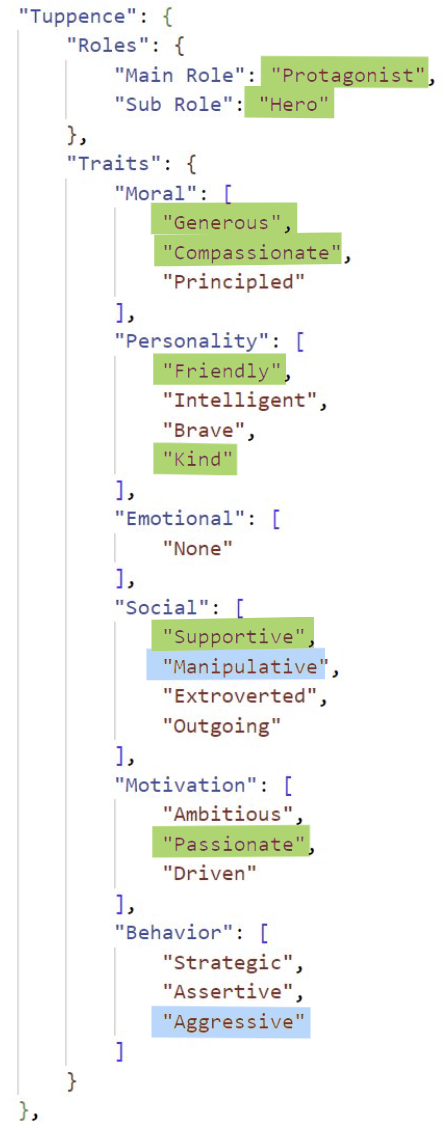 "Tuppence": {
"Roles": {
"Main Role": "Protagonist",
"Sub Role": "Hero"
},
"Traits": {
"Moral": [
"Generous",
"Compassionate",
"Principled"
],
"Personality": [
"Friendly",
"Intelligent",
"Brave",
"Kind"
],
"Emotional": [
"None"
],
"Social": [
"Supportive",
"Manipulative",
"Extroverted",
"Outgoing"
],
"Motivation": [
"Ambitious",
"Passionate",
"Driven"
],
"Behavior": [
"Strategic",
"Assertive",
"Aggressive"
]
}
},